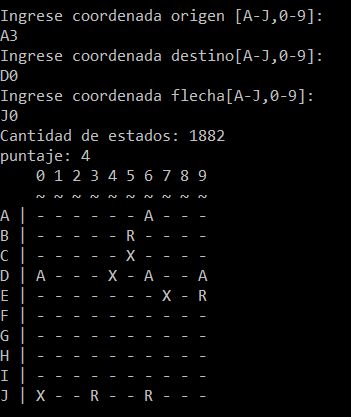 Ingrese coordenada origen [A-J,0-9]:
A3
Ingrese coordenada destino[A-J,0-9]:
D0
Ingrese coordenada flecha[A-J,0-9]:
J0
Cantidad de estados: 1882
puntaje: 4
    0 1 2 3 4 5 6 7 8 9
    ~ ~ ~ ~ ~ ~ ~ ~ ~ ~
A | - - - - - - A - - -
B | - - - - - R - - - -
C | - - - - - X - - - -
D | A - - - X - A - - A
E | - - - - - - - X - R
F | - - - - - - - - - -
G | - - - - - - - - - -
H | - - - - - - - - - -
I | - - - - - - - - - -
J | X - - R - - R - - -